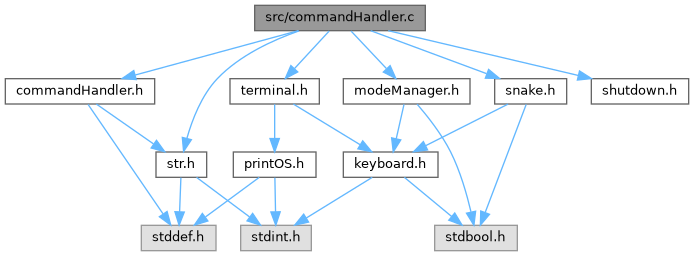 src/commandHandler.c
commandHandler.h
terminal.h
modeManager.h
snake.h
shutdown.h
str.h
printOS.h
keyboard.h
stddef.h
stdint.h
stdbool.h